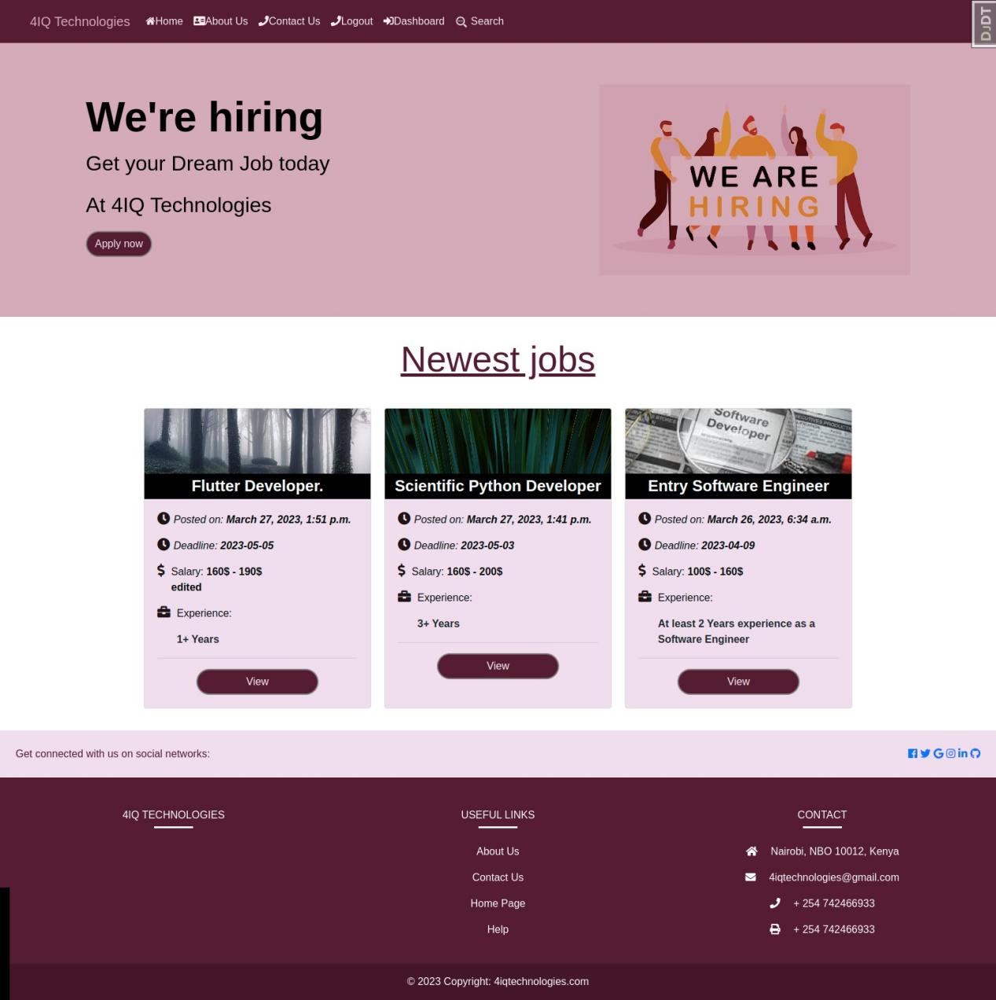 4IQ Technologies Home About Us Contact Us Logout Dashboard Search
DJDT
We're hiring
Get your Dream Job today
At 4IQ Technologies
Apply now
WE ARE
HIRING
Newest jobs
Flutter Developer.
Posted on: March 27, 2023, 1:51 p.m.
Deadline: 2023-05-05
Salary: 160$ - 190$
edited
Experience:
1+ Years
View
Scientific Python Developer
Posted on: March 27, 2023, 1:41 p.m.
Deadline: 2023-05-03
Salary: 160$ - 200$
Experience:
3+ Years
View
Software
Developer
Entry Software Engineer
Posted on: March 26, 2023, 6:34 a.m.
Deadline: 2023-04-09
Salary: 100$ - 160$
Experience:
At least 2 Years experience as a
Software Engineer
View
Get connected with us on social networks:
4IQ TECHNOLOGIES
USEFUL LINKS
About Us
Contact Us
Home Page
Help
CONTACT
Nairobi, NBO 10012, Kenya
4iqtechnologies@gmail.com
+ 254 742466933
+ 254 742466933
© 2023 Copyright: 4iqtechnologies.com